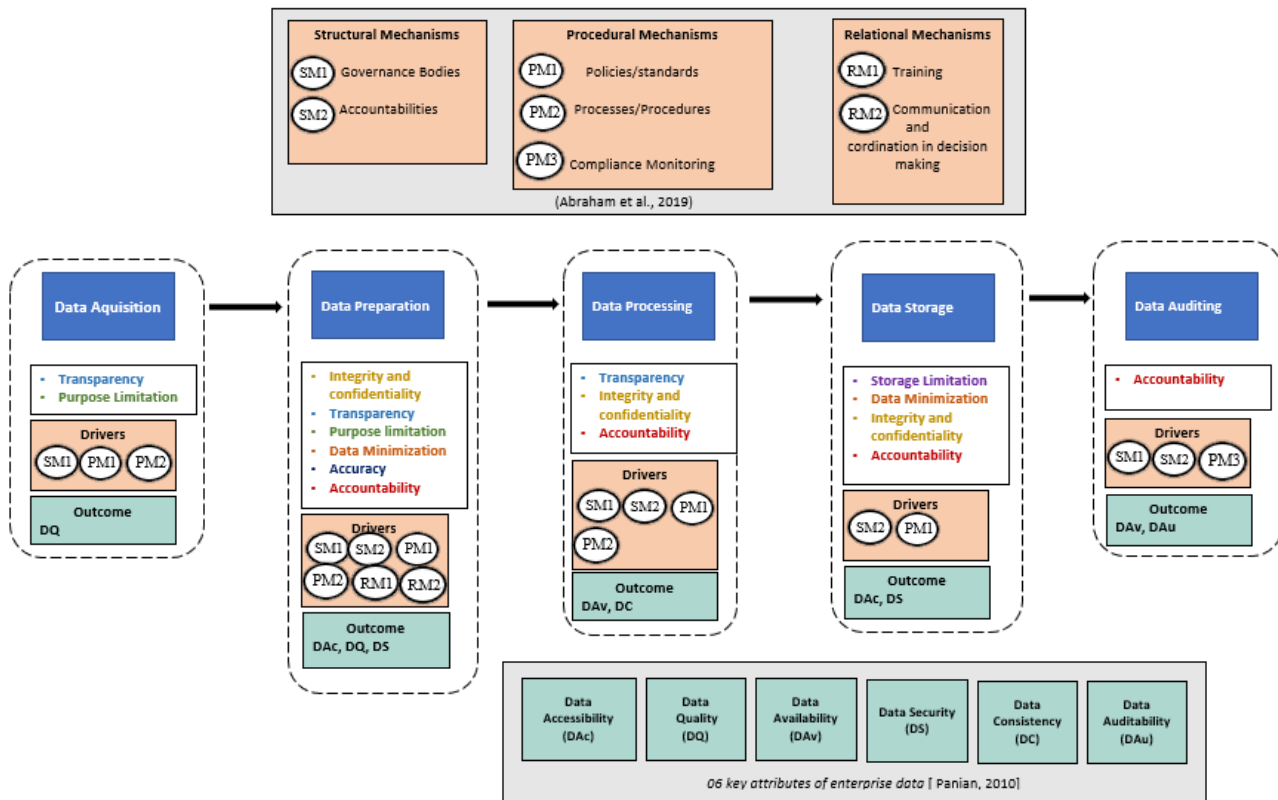 Structural Mechanisms
SM1 Governance Bodies
SM2 Accountabilities
Procedural Mechanisms
PM1 Policies/standards
PM2 Processes/Procedures
PM3 Compliance Monitoring
Relational Mechanisms
RM1 Training
RM2 Communication
and
cordination in decision
making
(Abraham et al., 2019)
Data Aquisition
Transparency
Purpose Limitation
Drivers
SM1 PM1 PM2
Outcome
DQ
Data Preparation
Integrity and
confidentiality
Transparency
Purpose limitation
Data Minimization
Accuracy
Accountability
Drivers
SM1 SM2 PM1
PM2 RM1 RM2
Outcome
DAc, DQ, DS
Data Processing
Transparency
Integrity and
confidentiality
Accountability
Drivers
SM1 SM2 PM1
PM2
Outcome
DAv, DC
Data Storage
Storage Limitation
Data Minimization
Integrity and
confidentiality
Accountability
Drivers
SM2 PM1
Outcome
DAc, DS
Data Auditing
Accountability
Drivers
SM1 SM2 PM3
Outcome
DAv, DAu
Data
Accessibility
(DAc)
Data
Quality
(DQ)
Data
Availability
(DAv)
Data Security
(DS)
Data
Consistency
(DC)
Data
Auditability
(DAu)
06 key attributes of enterprise data [ Panian, 2010]